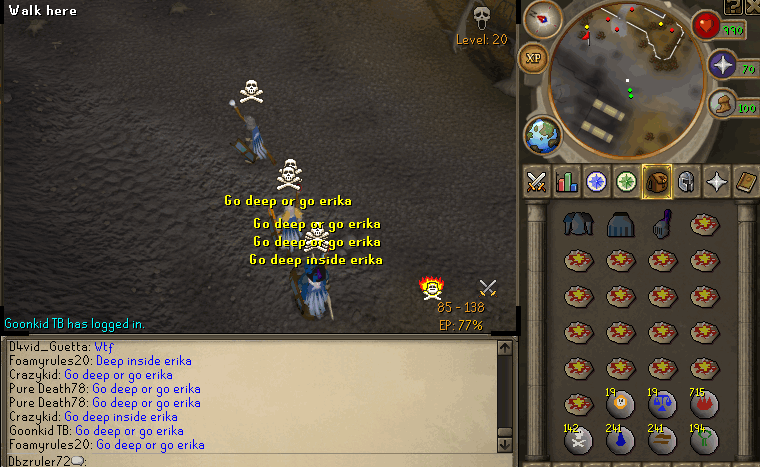 Walk here
Level: 20
990
XP
70
100
Go deep or go erika
Go deep or go erika
Go deep or go erika
Go deep inside erika
85 - 138
EP: 77%
Goonkid TB has logged in.
D4vid_Guetta: Wtf
Foamyrules20: Deep inside erika
Crazykid: Go deep or go erika
Pure Death78: Go deep or go erika
Pure Death78: Go deep or go erika
Crazykid: Go deep inside erika
Goonkid TB: Go deep or go erika
Foamyrules20: Go deep or go erika
Dbzruler72:
19
19
715
142
241
241
194